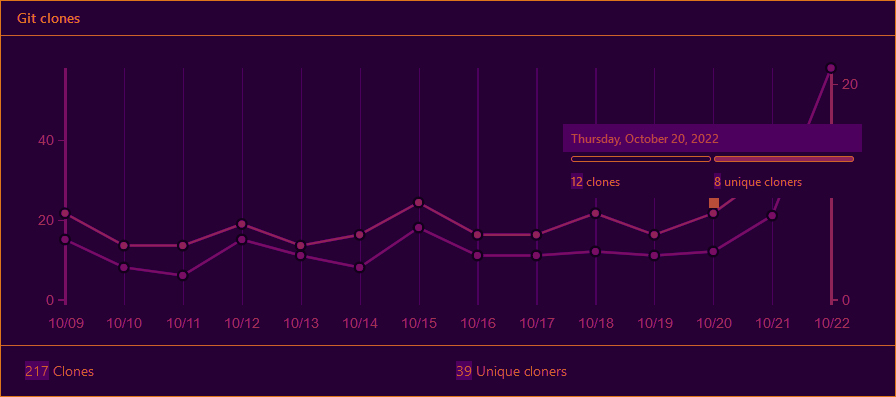 Git clones
40
20
0
20
0
Thursday, October 20, 2022
12 clones
8 unique cloners
10/09 10/10 10/11 10/12 10/13 10/14 10/15 10/16 10/17 10/18 10/19 10/20 10/21 10/22
217 Clones
39 Unique cloners